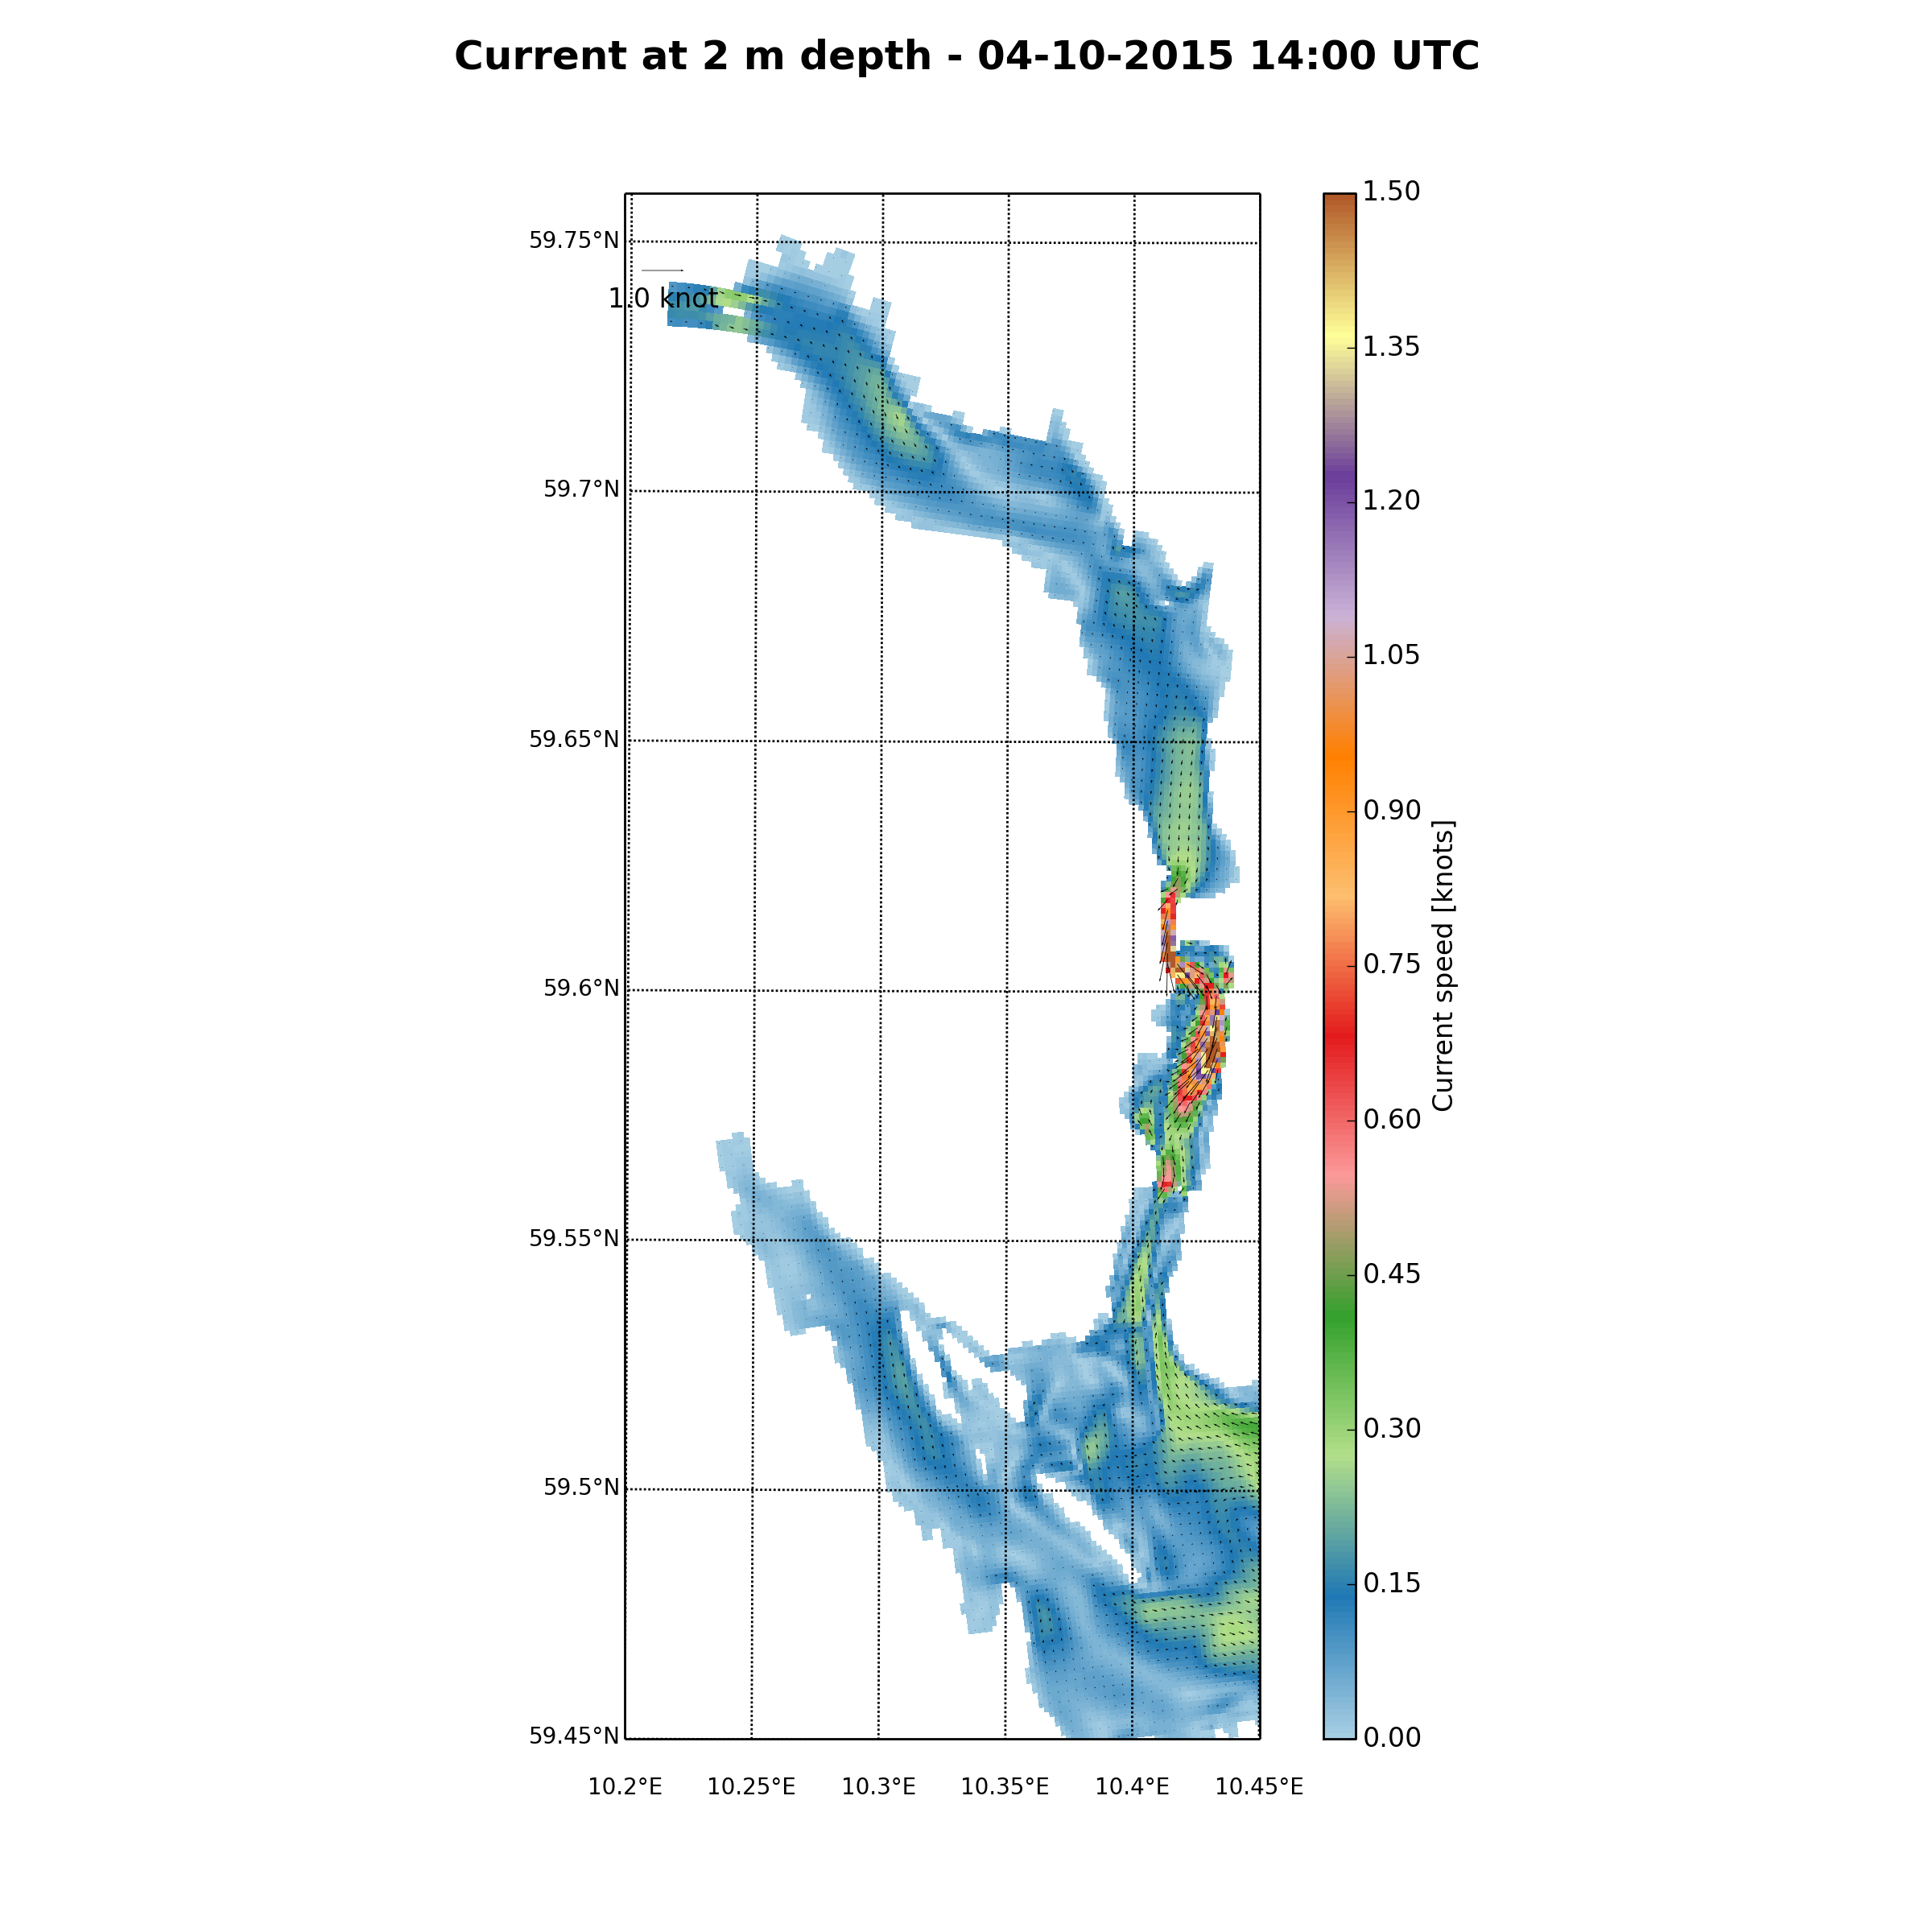 Current at 2 m depth - 04-10-2015 14:00 UTC
1.0 knot
59.75°N
59.7°N
59.65°N
59.6°N
59.55°N
59.5°N
59.45°N
10.2°E 10.25°E 10.3°E 10.35°E 10.4°E 10.45°E
1.50
1.35
1.20
1.05
0.90
0.75
0.60
0.45
0.30
0.15
0.00
Current speed [knots]